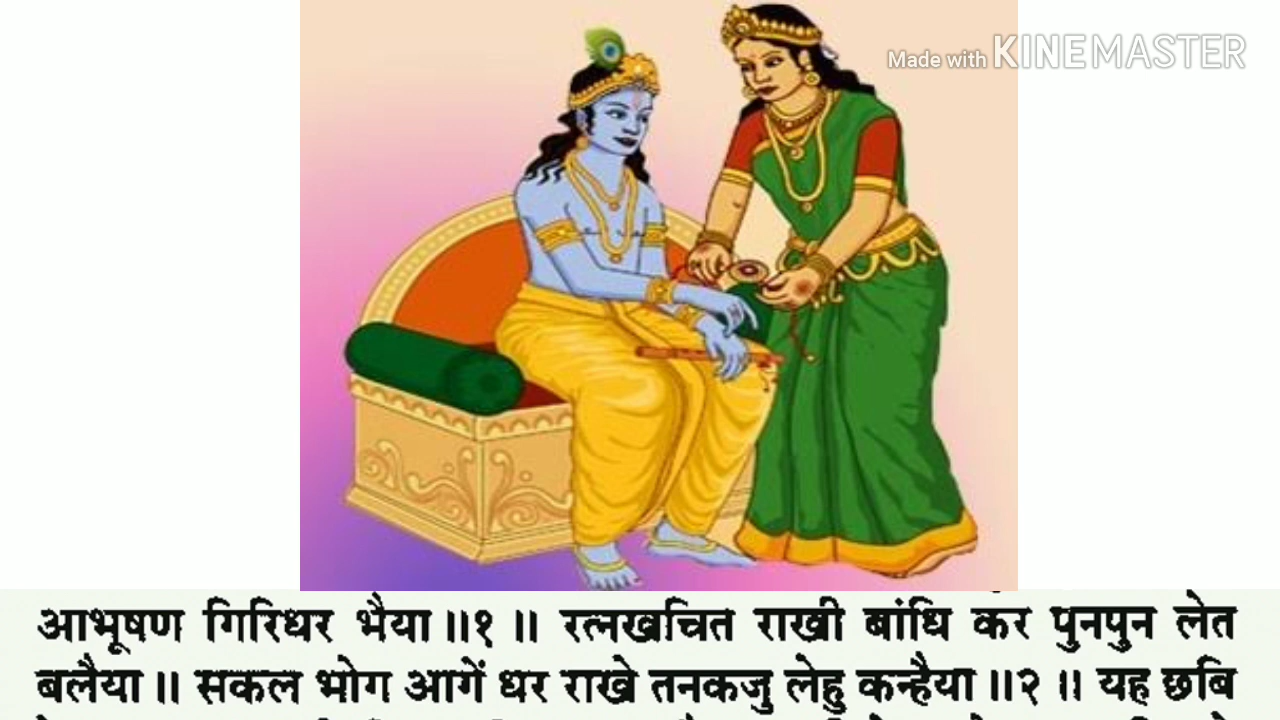 Made with KINEMASTER
आभूषण गिरिधर भैया ॥१॥ रत्नखचित राखी बांधि कर पुनपुन लेत
बलैया ॥ सकल भोग आगें धर राखे तनकजु लेहु कन्हैया ॥२॥ यह छबि